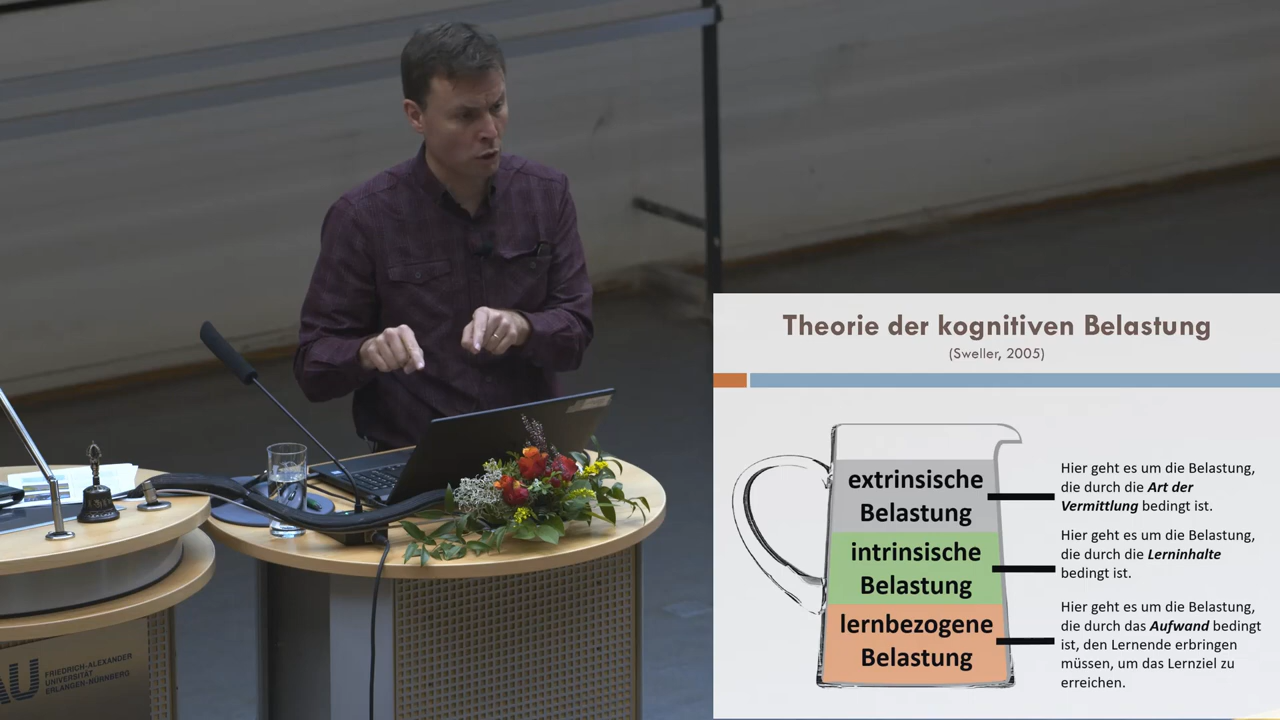 Theorie der kognitiven Belastung
(Sweller, 2005)
extrinsische
Belastung
Hier geht es um die Belastung,
die durch die Art der
Vermittlung bedingt ist.
intrinsische
Belastung
Hier geht es um die Belastung,
die durch die Lerninhalte
bedingt ist.
lernbezogene
Belastung
Hier geht es um die Belastung,
die durch das Aufwand bedingt
ist, den Lernende erbringen
müssen, um das Lernziel zu
erreichen.
AU
FRIEDRICH-ALEXANDER
UNIVERSITÄT
ERLANGEN-NÜRNBERG